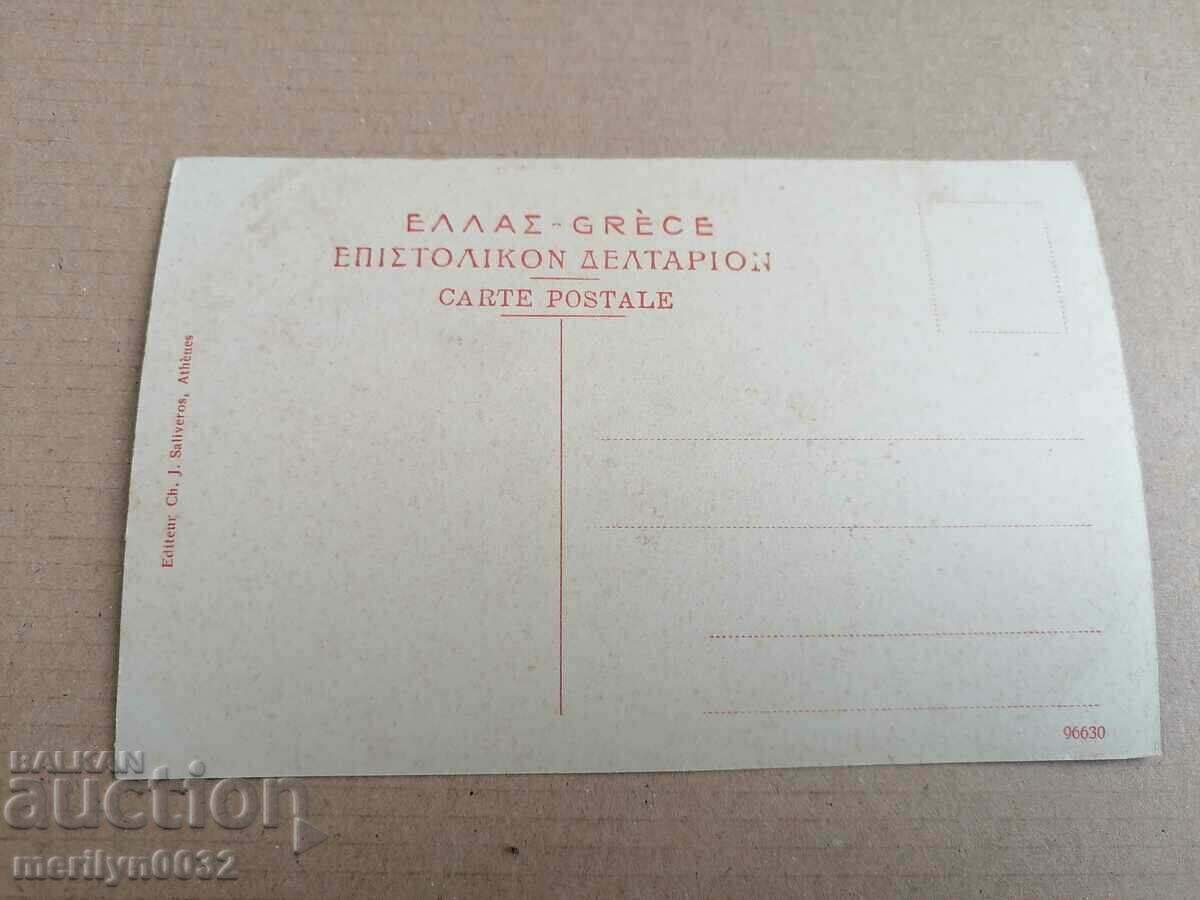 ΕΛΛΑΣ - GRÈCE
ΕΠΙΣΤΟΛΙΚΟΝ ΔΕΛΤΑΡΙΟΝ
CARTE POSTALE
Editeur Ch. J. Saliveros, Athènes
96630
BALKAN
auction
merilyn0032